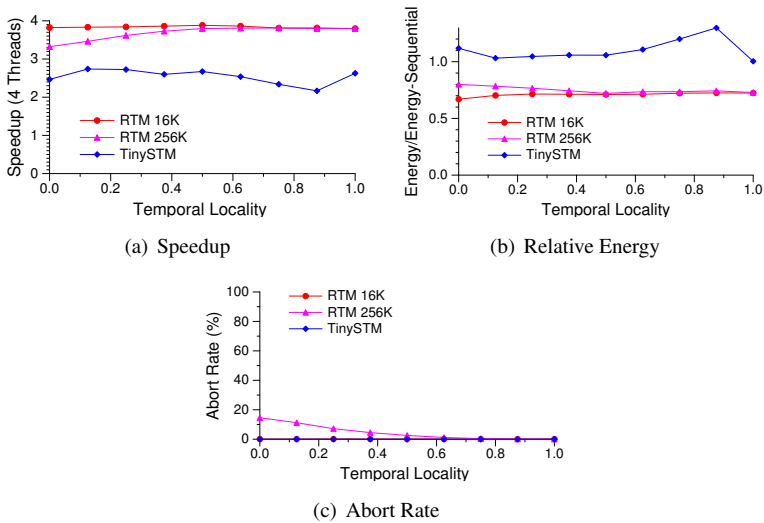 Speedup (4 Threads)
4
3
2
1
0
RTM 16K
RTM 256K
TinySTM
0.0 0.2 0.4 0.6 0.8 1.0
Temporal Locality
(a) Speedup
Energy/Energy-Sequential
1.0
0.5
0.0
RTM 16K
RTM 256K
TinySTM
0.0 0.2 0.4 0.6 0.8 1.0
Temporal Locality
(b) Relative Energy
Abort Rate (%)
100
80
60
40
20
0
RTM 16K
RTM 256K
TinySTM
0.0 0.2 0.4 0.6 0.8 1.0
Temporal Locality
(c) Abort Rate